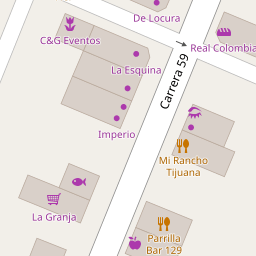 De Locura
C&G Eventos
Real Colombia
La Esquina
Carrera 59
Imperio
Mi Rancho
Tijuana
La Granja
Parrilla
Bar 129